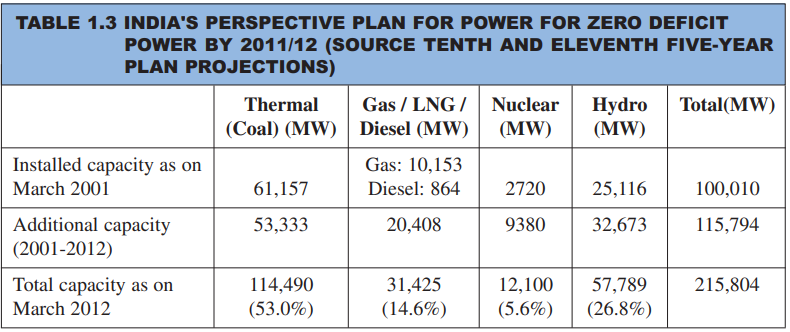 TABLE 1.3 INDIA'S PERSPECTIVE PLAN FOR POWER FOR ZERO DEFICIT
POWER BY 2011/12 (SOURCE TENTH AND ELEVENTH FIVE-YEAR
PLAN PROJECTIONS)
Thermal Gas / LNG / Nuclear Hydro Total(MW)
(Coal) (MW) Diesel (MW) (MW) (MW)
Installed capacity as on Gas: 10,153
March 2001 61,157 Diesel: 864 2720 25,116 100,010
Additional capacity 53,333 20,408 9380 32,673 115,794
(2001-2012)
Total capacity as on 114,490 31,425 12,100 57,789 215,804
March 2012 (53.0%) (14.6%) (5.6%) (26.8%)